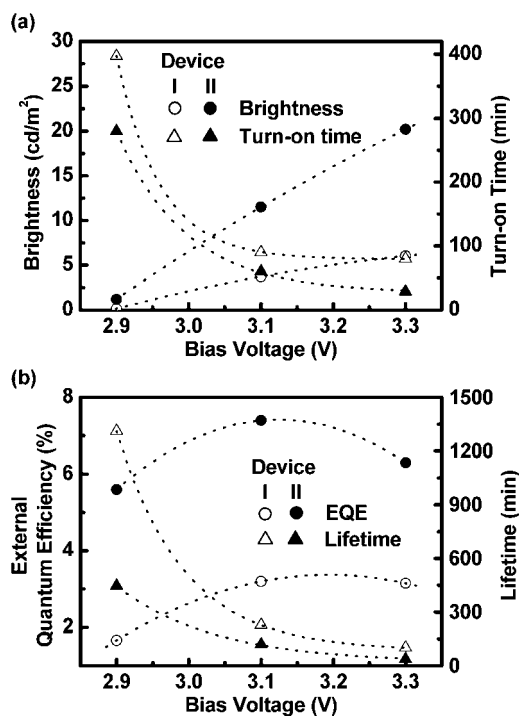 (a)
30
25
20
15
10
5
0
Brightness (cd/m²)
Device
I II
Brightness
Turn-on time
400
300
200
100
0
Turn-on Time (min)
2.9 3.0 3.1 3.2 3.3
Bias Voltage (V)
(b)
8
6
4
2
External
Quantum Efficiency (%)
Device
I II
EQE
Lifetime
1500
1200
900
600
300
0
Lifetime (min)
2.9 3.0 3.1 3.2 3.3
Bias Voltage (V)